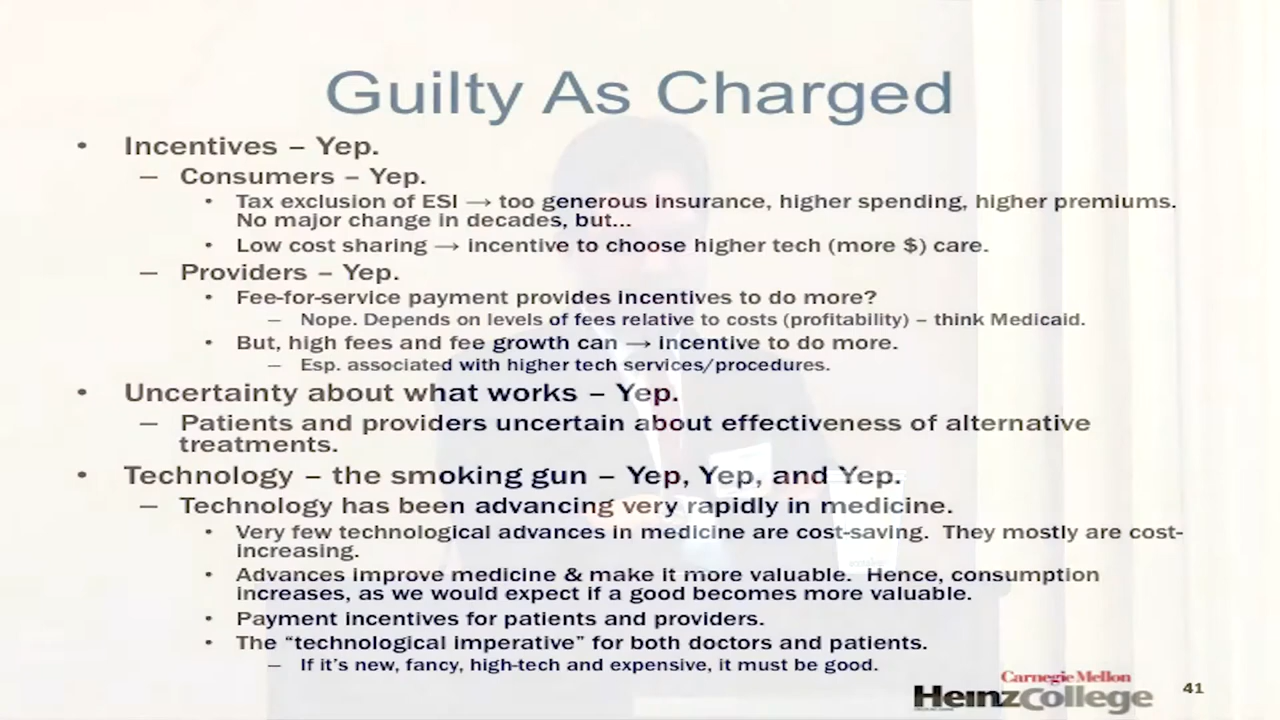 Guilty As Charged
• Incentives – Yep.
– Consumers – Yep.
• Tax exclusion of ESI → too generous insurance, higher spending, higher premiums.
No major change in decades, but...
• Low cost sharing → incentive to choose higher tech (more $) care.
– Providers – Yep.
• Fee-for-service payment provides incentives to do more?
– Nope. Depends on levels of fees relative to costs (profitability) – think Medicaid.
• But, high fees and fee growth can → incentive to do more.
– Esp. associated with higher tech services/procedures.
• Uncertainty about what works – Yep.
– Patients and providers uncertain about effectiveness of alternative
treatments.
• Technology – the smoking gun – Yep, Yep, and Yep.
– Technology has been advancing very rapidly in medicine.
• Very few technological advances in medicine are cost-saving. They mostly are cost-
increasing.
• Advances improve medicine & make it more valuable. Hence, consumption
increases, as we would expect if a good becomes more valuable.
• Payment incentives for patients and providers.
• The “technological imperative” for both doctors and patients.
– If it’s new, fancy, high-tech and expensive, it must be good.
Carnegie Mellon
HeinzCollege
41